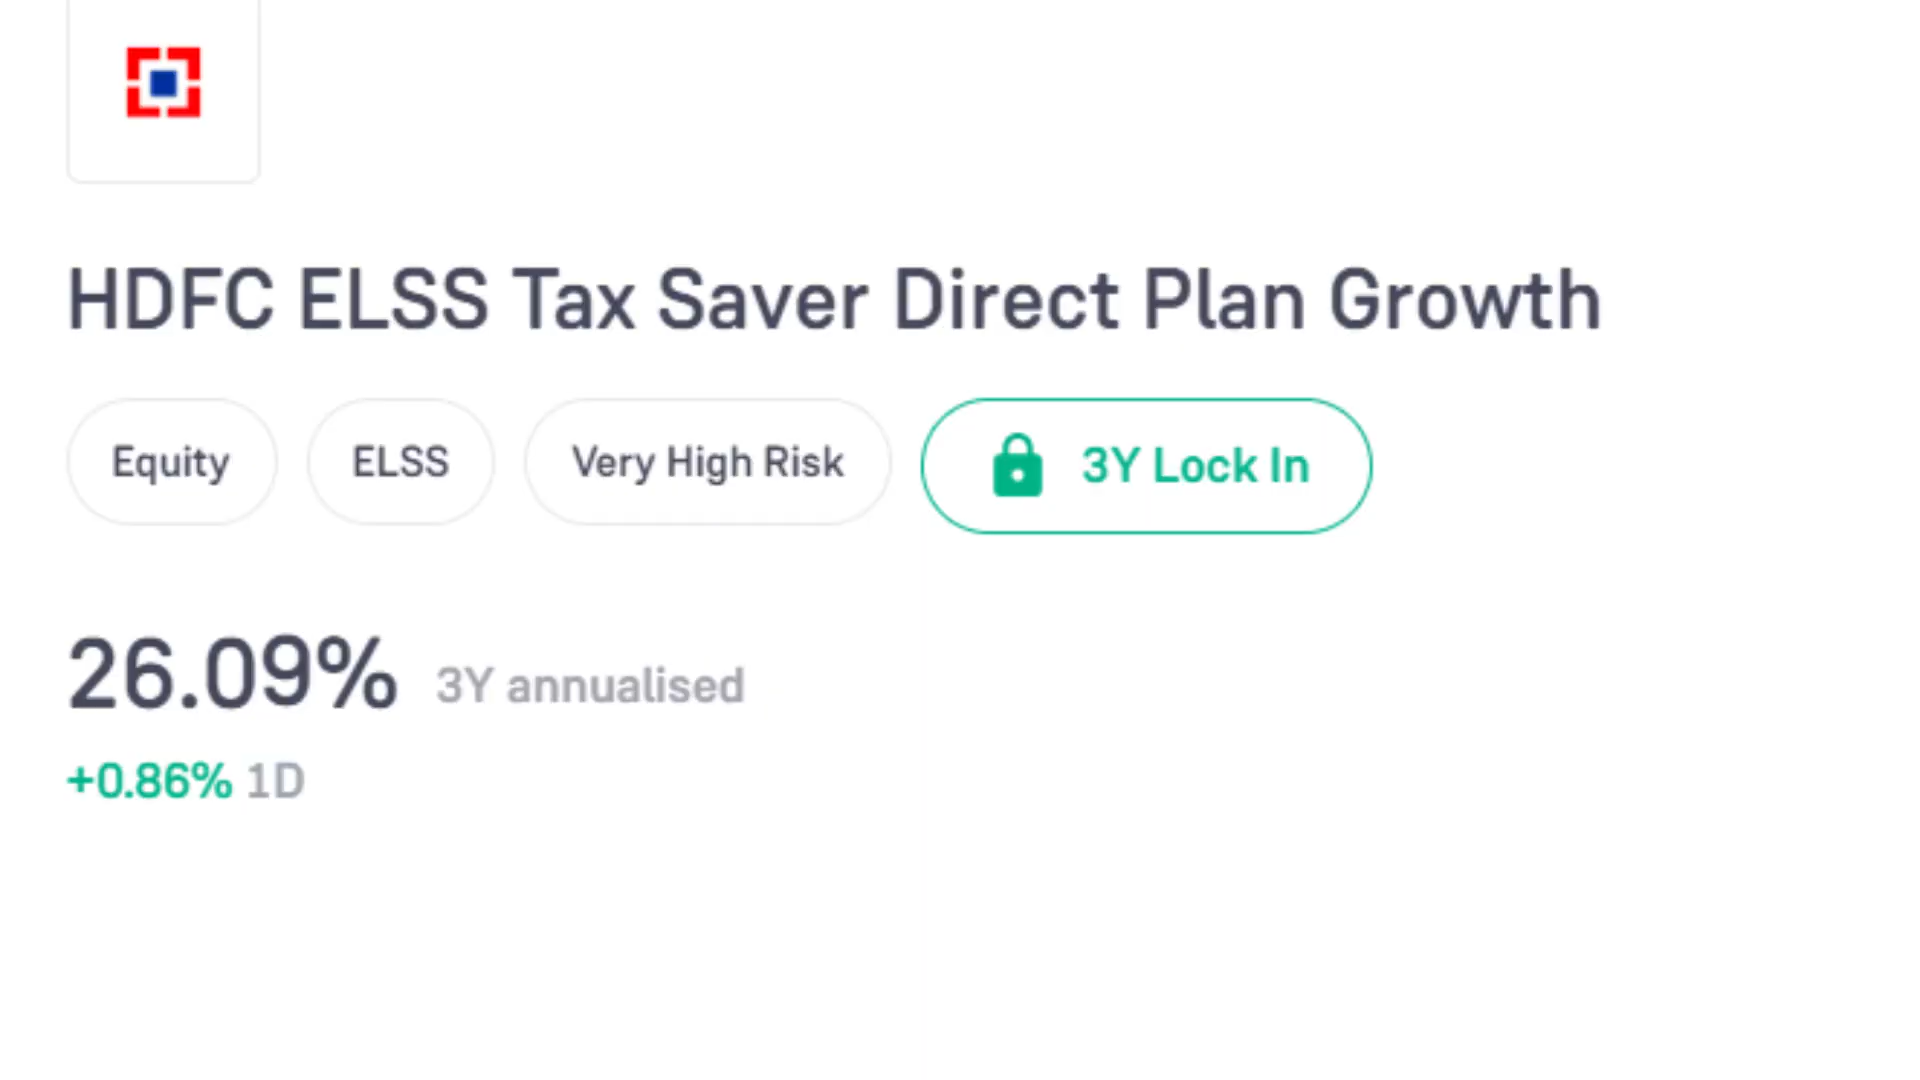 HDFC ELSS Tax Saver Direct Plan Growth
Equity ELSS Very High Risk 3Y Lock In
26.09% 3Y annualised
+0.86% 1D